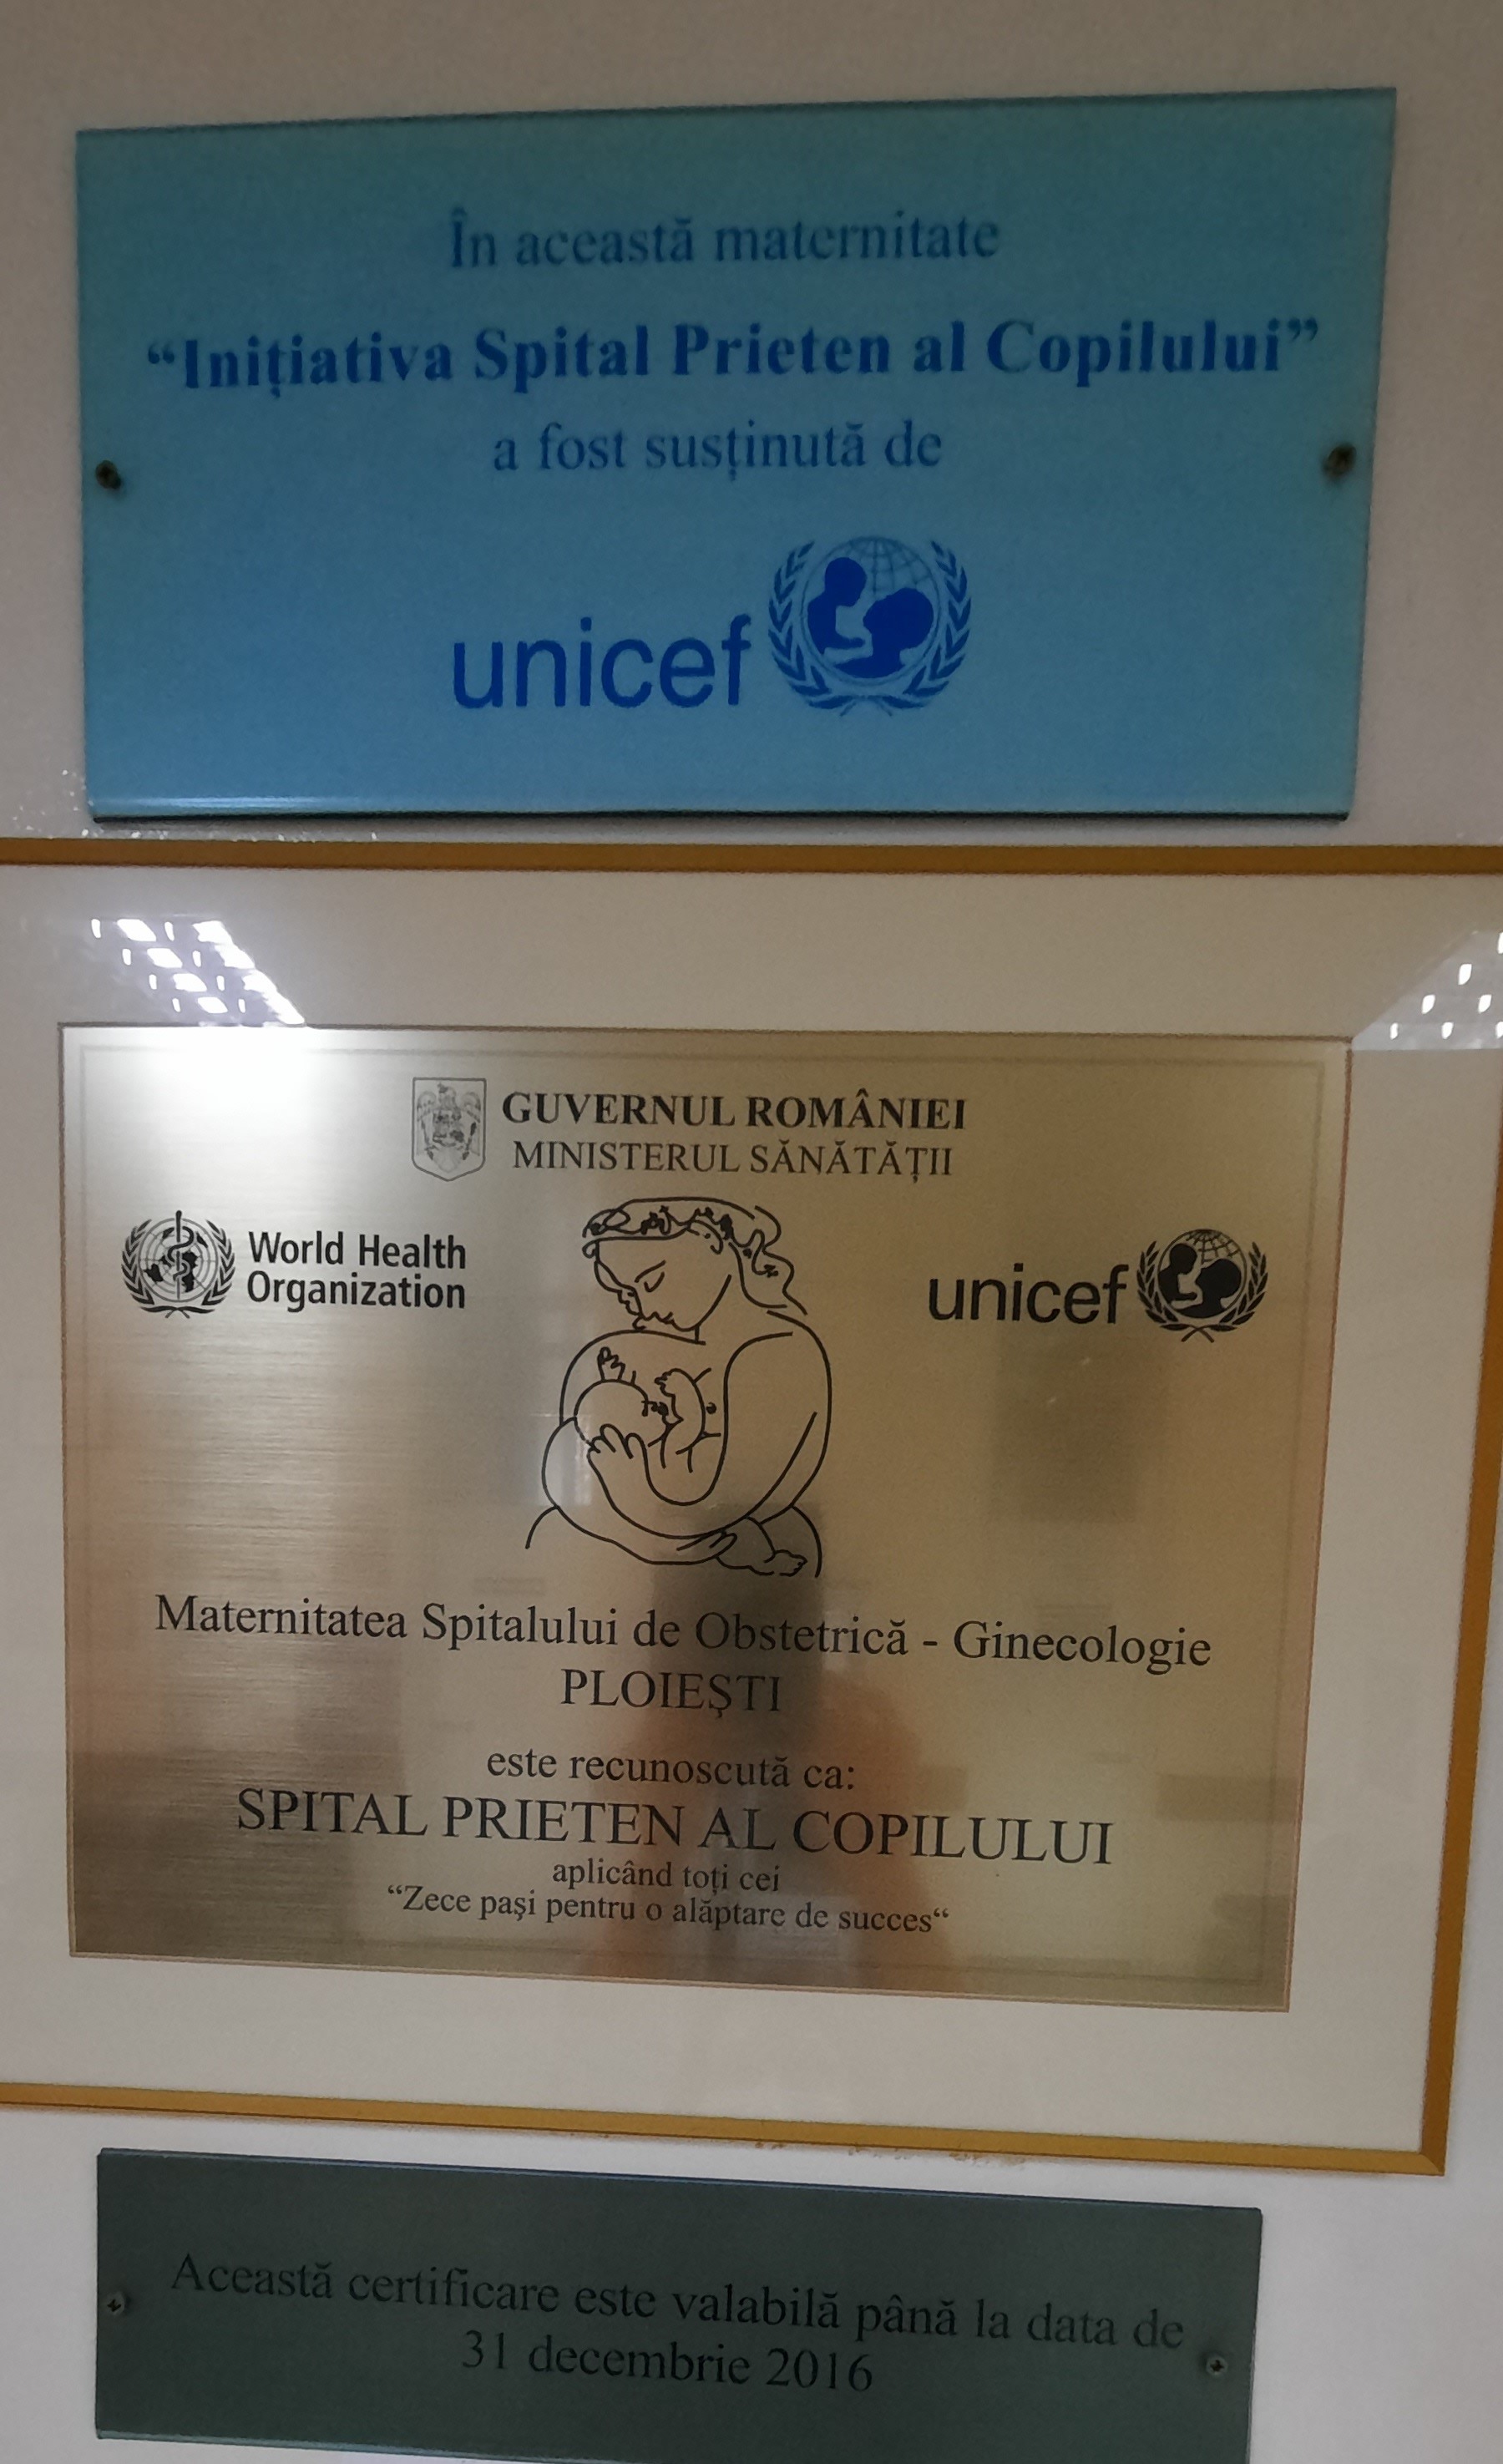 În această maternitate
“Inițiativa Spital Prieten al Copilului”
a fost susținută de
unicef
GUVERNUL ROMÂNIEI
MINISTERUL SĂNĂTĂȚII
World Health
Organization
unicef
Maternitatea Spitalului de Obstetrică - Ginecologie
PLOIEŞTI
este recunoscută ca:
SPITAL PRIETEN AL COPILULUI
aplicând toți cei
“Zece paşi pentru o alăptare de succes“
Această certificare este valabilă până la data de
31 decembrie 2016